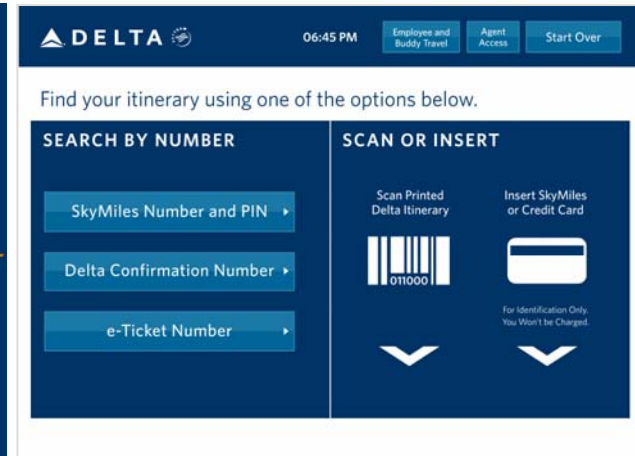 DELTA
06:45 PM
Employee and
Buddy Travel
Agent
Access
Start Over
Find your itinerary using one of the options below.
SEARCH BY NUMBER
SkyMiles Number and PIN
Delta Confirmation Number
e-Ticket Number
SCAN OR INSERT
Scan Printed
Delta Itinerary
011000
Insert SkyMiles
or Credit Card
For Identification Only.
You Won't be Charged.